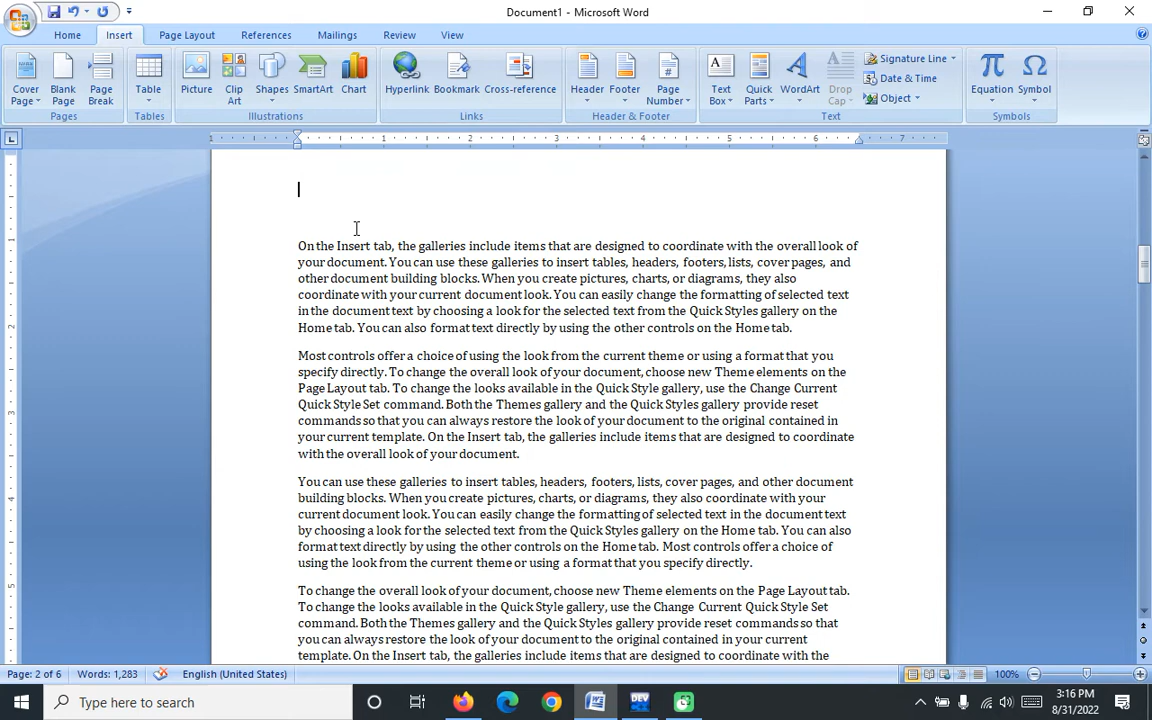 Document1 - Microsoft Word
Home Insert Page Layout References Mailings Review View
Cover Page
Blank Page
Page Break
Table
Picture
Clip Art
Shapes
SmartArt
Chart
Hyperlink
Bookmark
Cross-reference
Header
Footer
Page Number
Text Box
Quick Parts
WordArt
Drop Cap
Signature Line
Date & Time
Object
Equation
Symbol
Pages Tables Illustrations Links Header & Footer Text Symbols
1 1 2 3 4 5 6 7
On the Insert tab, the galleries include items that are designed to coordinate with the overall look of
your document. You can use these galleries to insert tables, headers, footers, lists, cover pages, and
other document building blocks. When you create pictures, charts, or diagrams, they also
coordinate with your current document look. You can easily change the formatting of selected text
in the document text by choosing a look for the selected text from the Quick Styles gallery on the
Home tab. You can also format text directly by using the other controls on the Home tab.
Most controls offer a choice of using the look from the current theme or using a format that you
specify directly. To change the overall look of your document, choose new Theme elements on the
Page Layout tab. To change the looks available in the Quick Style gallery, use the Change Current
Quick Style Set command. Both the Themes gallery and the Quick Styles gallery provide reset
commands so that you can always restore the look of your document to the original contained in
your current template. On the Insert tab, the galleries include items that are designed to coordinate
with the overall look of your document.
You can use these galleries to insert tables, headers, footers, lists, cover pages, and other document
building blocks. When you create pictures, charts, or diagrams, they also coordinate with your
current document look. You can easily change the formatting of selected text in the document text
by choosing a look for the selected text from the Quick Styles gallery on the Home tab. You can also
format text directly by using the other controls on the Home tab. Most controls offer a choice of
using the look from the current theme or using a format that you specify directly.
To change the overall look of your document, choose new Theme elements on the Page Layout tab.
To change the looks available in the Quick Style gallery, use the Change Current Quick Style Set
command. Both the Themes gallery and the Quick Styles gallery provide reset commands so that
you can always restore the look of your document to the original contained in your current
template. On the Insert tab, the galleries include items that are designed to coordinate with the
1
2
3
4
5
Page: 2 of 6 Words: 1,283 English (United States) 100%
Type here to search
DEV
3:16 PM
8/31/2022